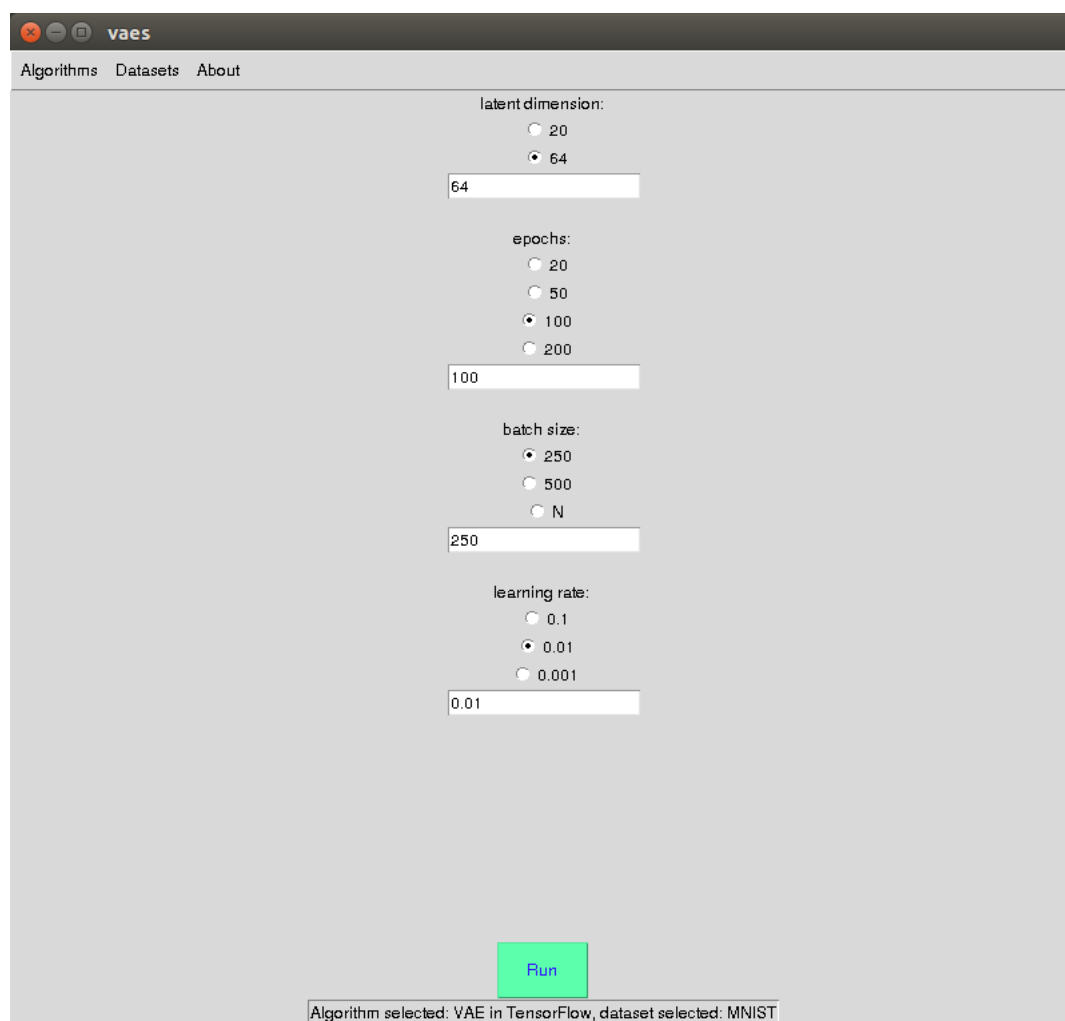 vaes
Algorithms Datasets About
latent dimension:
20
64
64
epochs:
20
50
100
200
100
batch size:
250
500
N
250
learning rate:
0.1
0.01
0.001
0.01
Run
Algorithm selected: VAE in TensorFlow, dataset selected: MNIST